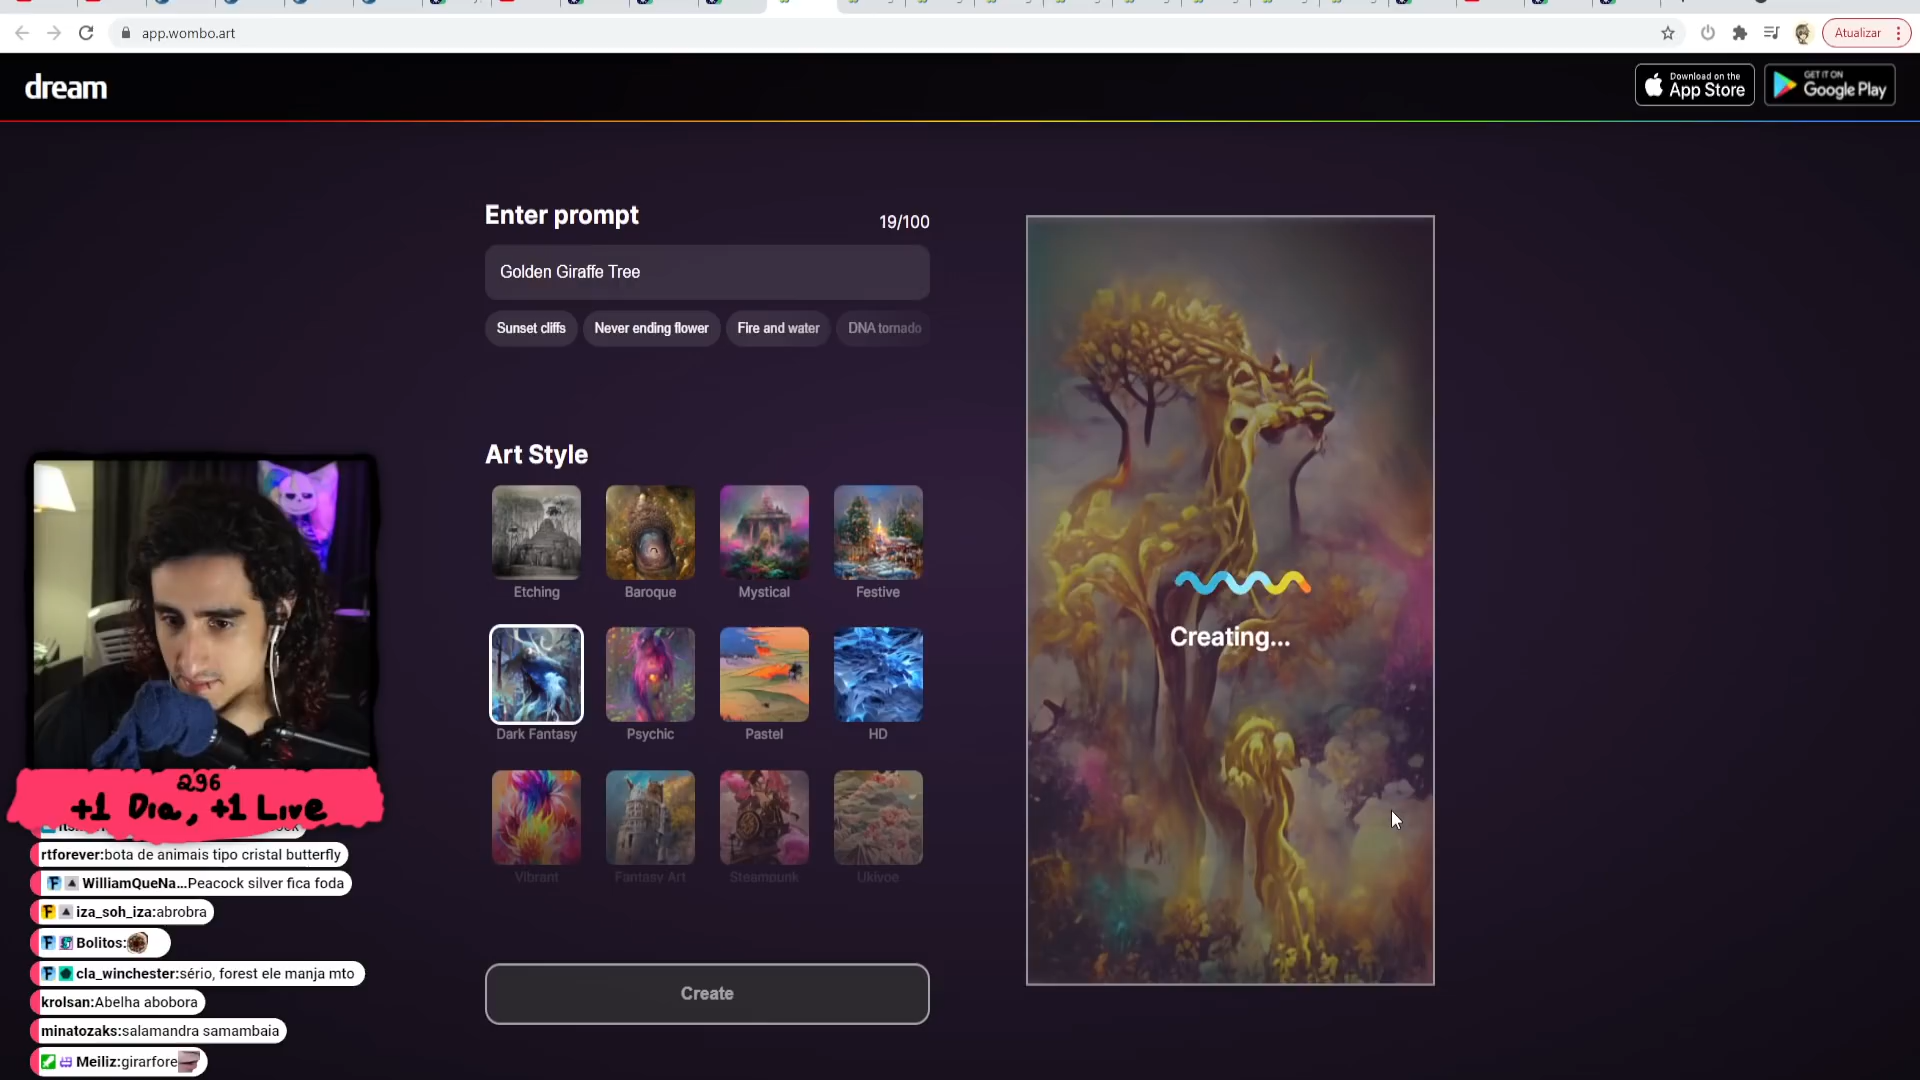 app.wombo.art
Atualizar
dream
Download on the
App Store
GET IT ON
Google Play
Enter prompt
19/100
Golden Giraffe Tree
Sunset cliffs
Never ending flower
Fire and water
DNA tornado
Art Style
Etching
Baroque
Mystical
Festive
Dark Fantasy
Psychic
Pastel
HD
Vibrant
Fantasy Art
Steampunk
Ukiyoe
Create
Creating...
296
+1 Dia, +1 Live
rtforever:bota de animais tipo cristal butterfly
WilliamQueNa...Peacock silver fica foda
iza_soh_iza:abrobra
Bolitos:
cla_winchester:sério, forest ele manja mto
krolsan:Abelha abobora
minatozaks:salamandra samambaia
Meiliz:girarfore